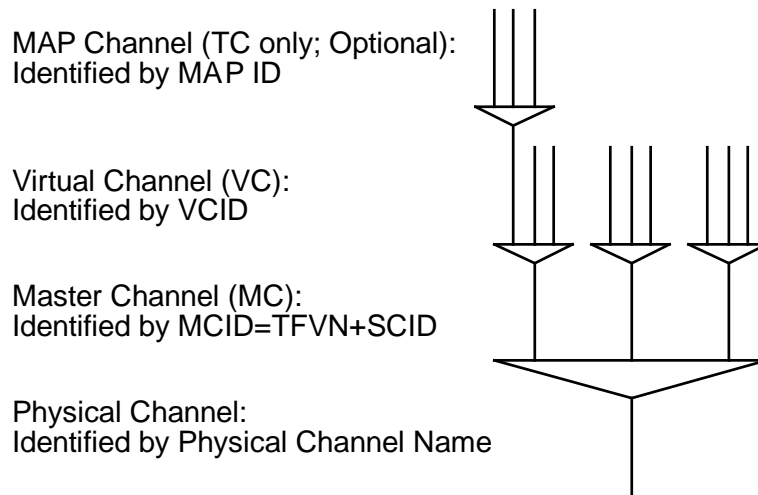 MAP Channel (TC only; Optional):
Identified by MAP ID
Virtual Channel (VC):
Identified by VCID
Master Channel (MC):
Identified by MCID=TFVN+SCID
Physical Channel:
Identified by Physical Channel Name